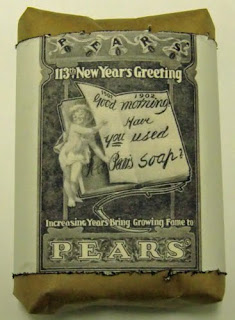 PEARS
113th New Year's Greeting
1902
Good morning
Have
you used
Pears Soap?
Increasing Years Bring Growing Fame to
PEARS